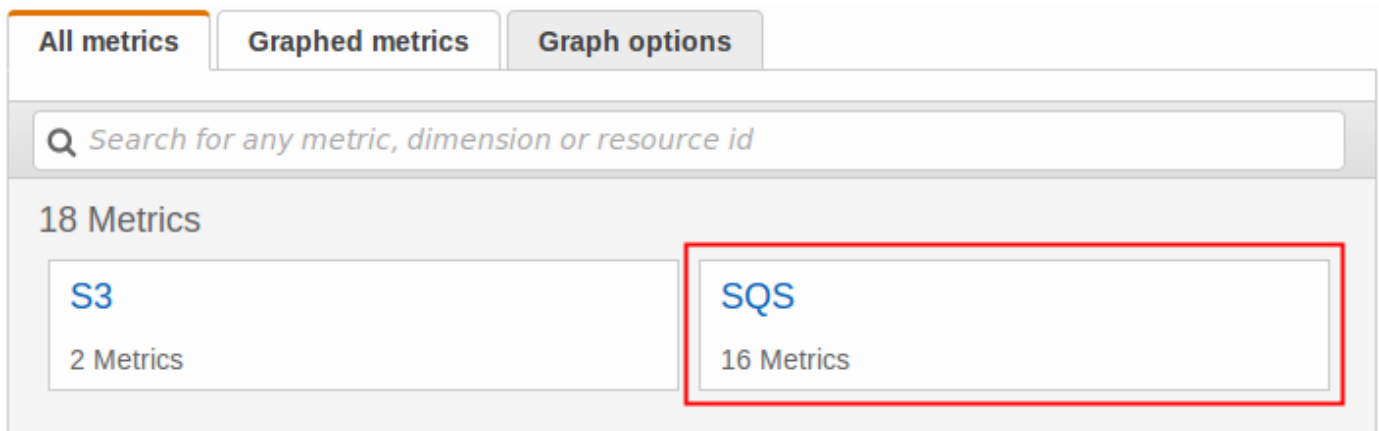 All metrics Graphed metrics Graph options
Search for any metric, dimension or resource id
18 Metrics
S3 SQS
2 Metrics 16 Metrics